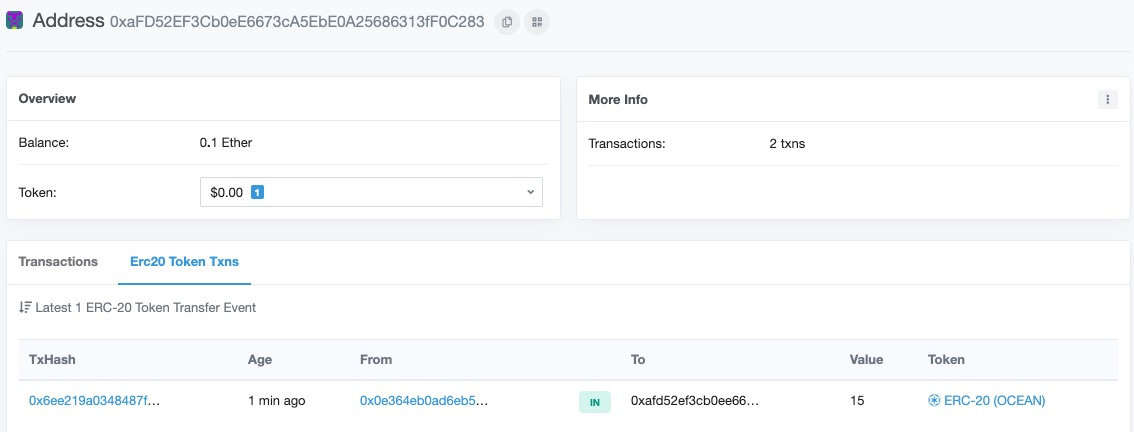 Address 0xaFD52EF3Cb0eE6673cA5EbE0A25686313fF0C283
Overview
Balance: 0.1 Ether
Token: $0.00 1
More Info
Transactions: 2 txns
Transactions Erc20 Token Txns
Latest 1 ERC-20 Token Transfer Event
TxHash Age From To Value Token
0x6ee219a0348487f... 1 min ago 0x0e364eb0ad6eb5... IN 0xafd52ef3cb0ee66... 15 ERC-20 (OCEAN)